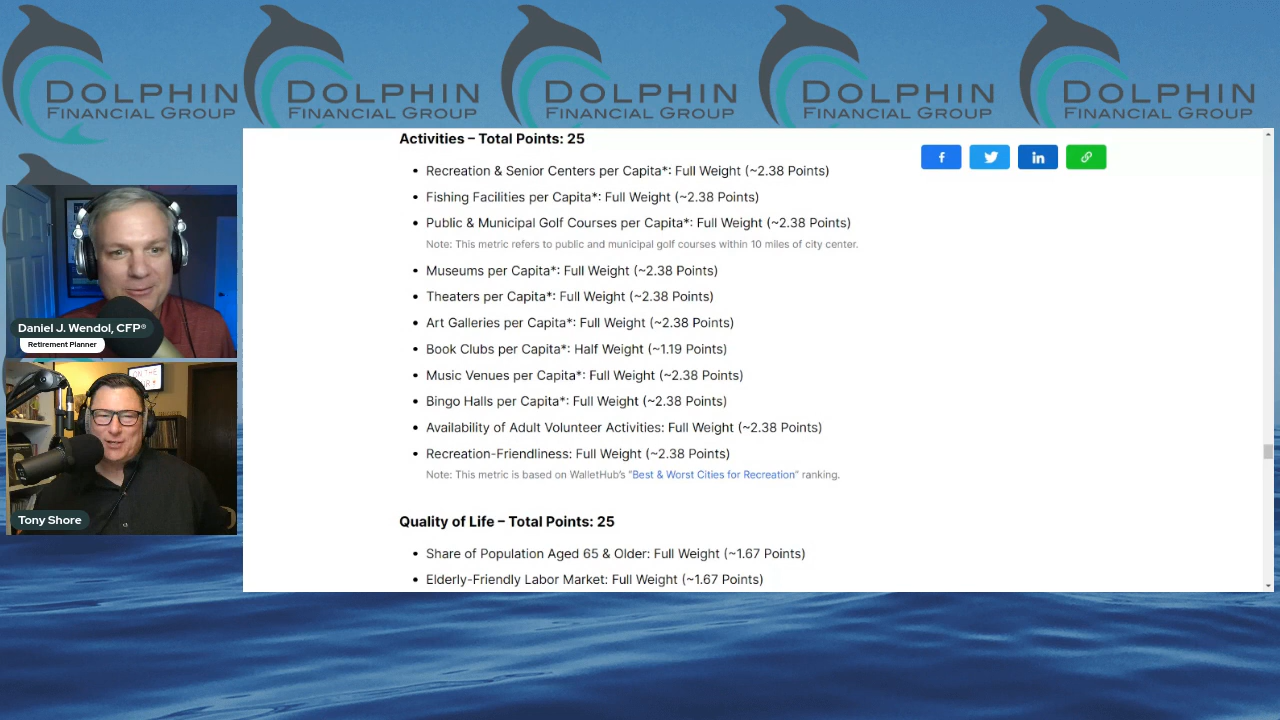 DOLPHIN DOLPHIN DOLPHIN DOLPHIN DOLPHIN
FINANCIAL GROUP FINANCIAL GROUP FINANCIAL GROUP FINANCIAL GROUP FINANCIAL GROUP
Activities – Total Points: 25
• Recreation & Senior Centers per Capita*: Full Weight (~2.38 Points)
• Fishing Facilities per Capita*: Full Weight (~2.38 Points)
• Public & Municipal Golf Courses per Capita*: Full Weight (~2.38 Points)
Note: This metric refers to public and municipal golf courses within 10 miles of city center.
• Museums per Capita*: Full Weight (~2.38 Points)
• Theaters per Capita*: Full Weight (~2.38 Points)
• Art Galleries per Capita*: Full Weight (~2.38 Points)
• Book Clubs per Capita*: Half Weight (~1.19 Points)
• Music Venues per Capita*: Full Weight (~2.38 Points)
• Bingo Halls per Capita*: Full Weight (~2.38 Points)
• Availability of Adult Volunteer Activities: Full Weight (~2.38 Points)
• Recreation-Friendliness: Full Weight (~2.38 Points)
Note: This metric is based on WalletHub's "Best & Worst Cities for Recreation" ranking.
Quality of Life – Total Points: 25
• Share of Population Aged 65 & Older: Full Weight (~1.67 Points)
• Elderly-Friendly Labor Market: Full Weight (~1.67 Points)
f
in
Daniel J. Wendol, CFP®
Retirement Planner
ON THE
Tony Shore